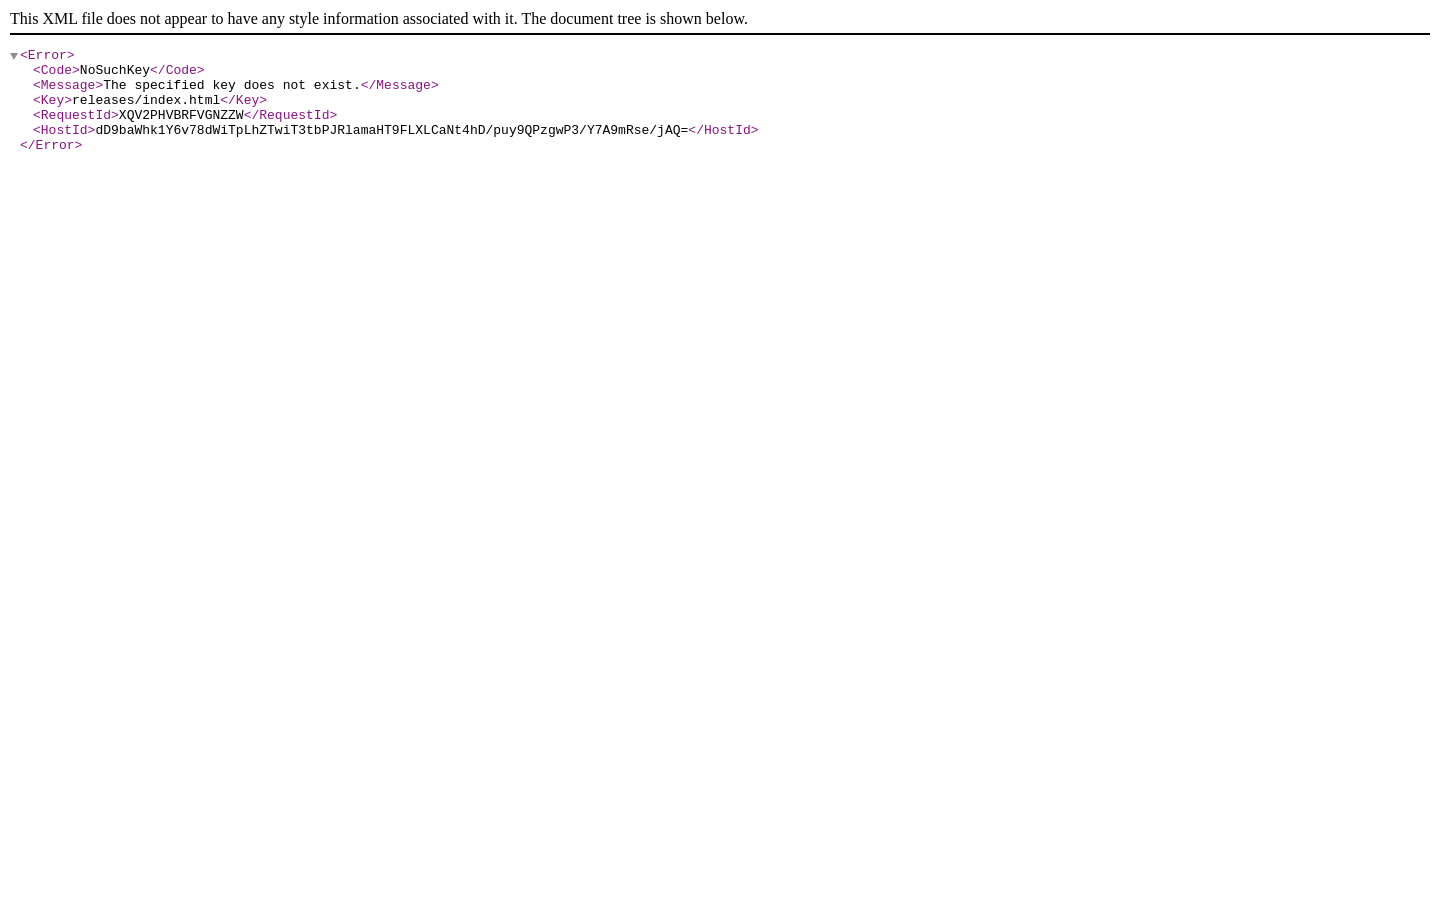 This XML file does not appear to have any style information associated with it. The document tree is shown below.
<Error>
<Code>NoSuchKey</Code>
<Message>The specified key does not exist.</Message>
<Key>releases/index.html</Key>
<RequestId>XQV2PHVBRFVGNZZW</RequestId>
<HostId>dD9baWhk1Y6v78dWiTpLhZTwiT3tbPJRlamaHT9FLXLCaNt4hD/puy9QPzgwP3/Y7A9mRse/jAQ=</HostId>
</Error>